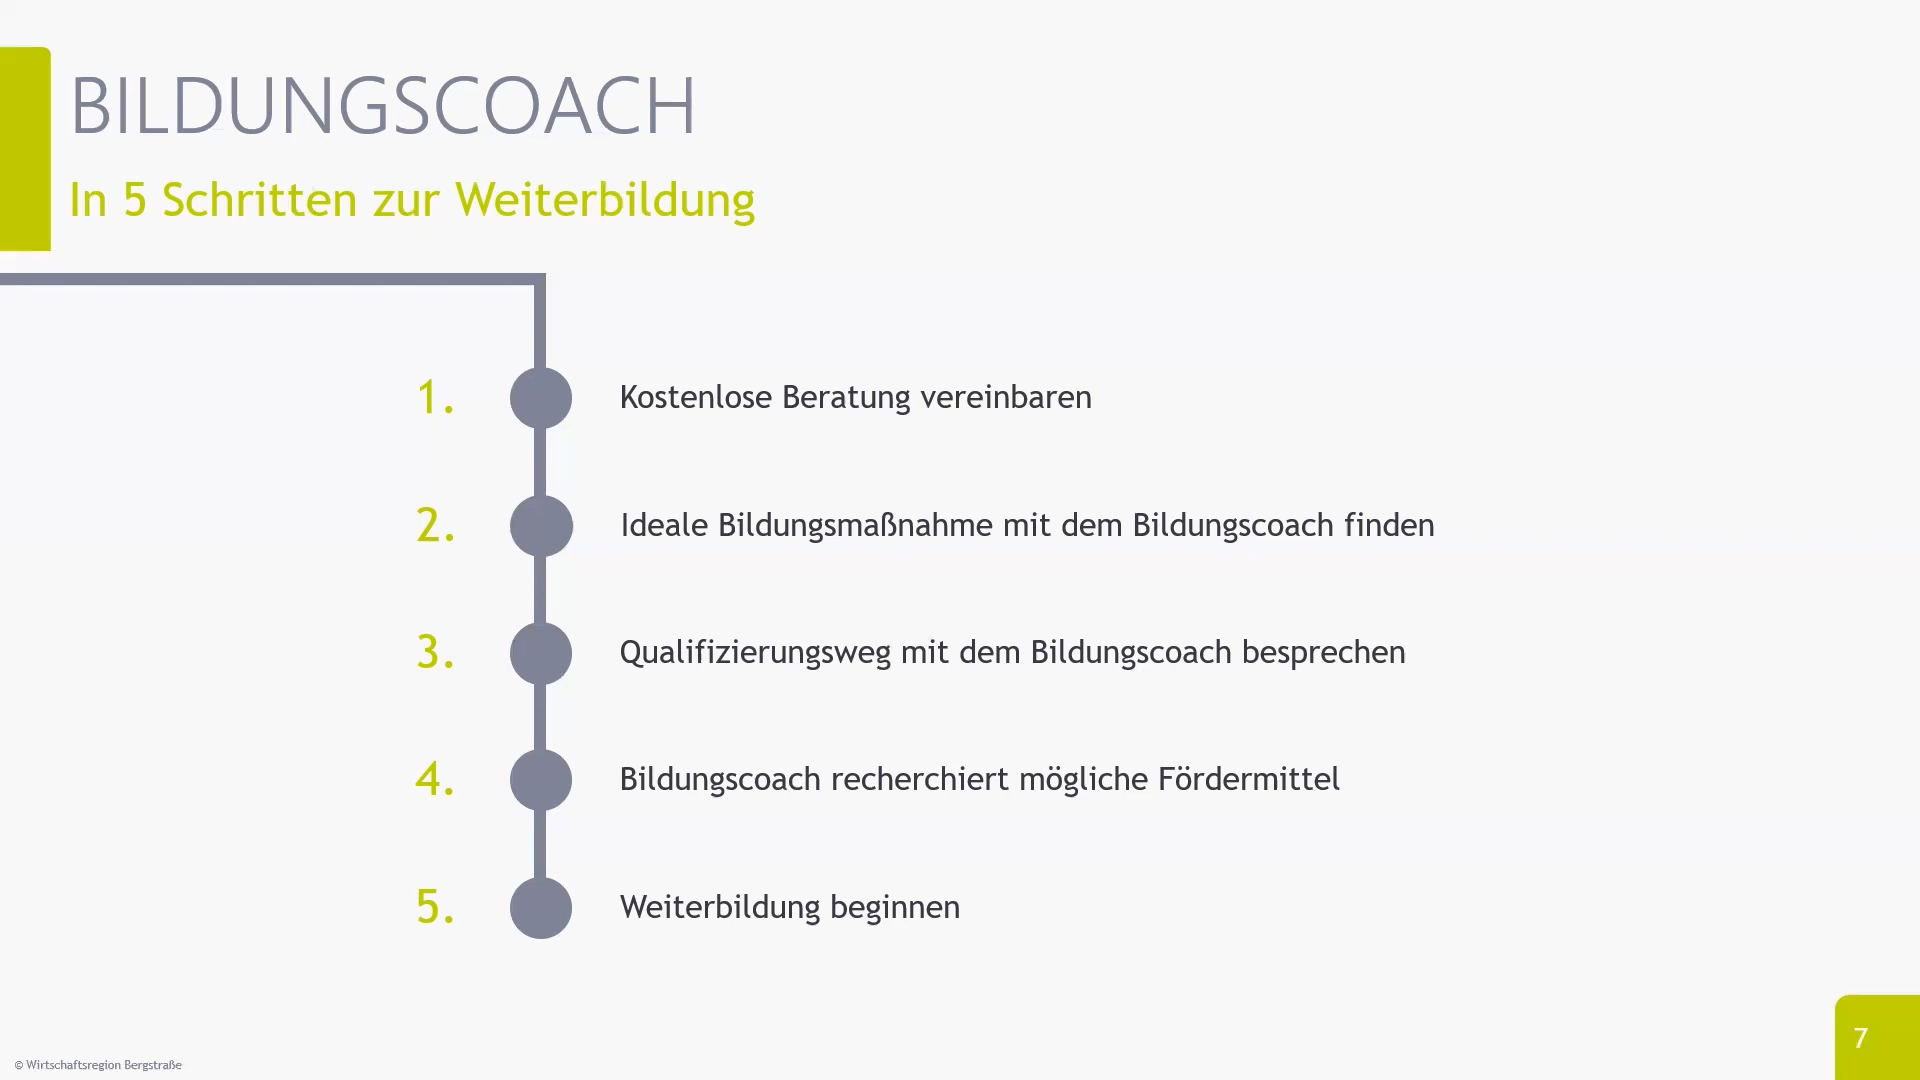 BILDUNGSCOACH
In 5 Schritten zur Weiterbildung
1. Kostenlose Beratung vereinbaren
2. Ideale Bildungsmaßnahme mit dem Bildungscoach finden
3. Qualifizierungsweg mit dem Bildungscoach besprechen
4. Bildungscoach recherchiert mögliche Fördermittel
5. Weiterbildung beginnen
7
© Wirtschaftsregion Bergstraße